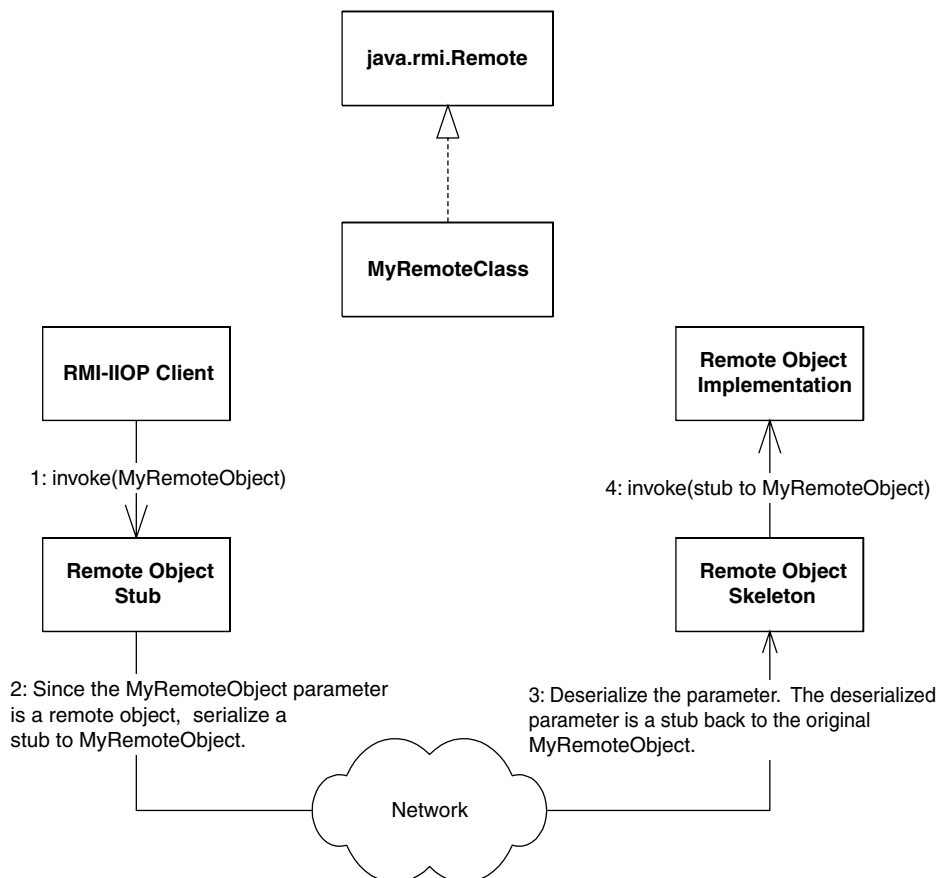 java.rmi.Remote
MyRemoteClass
RMI-IIOP Client
Remote Object
Implementation
1: invoke(MyRemoteObject)
4: invoke(stub to MyRemoteObject)
Remote Object
Stub
Remote Object
Skeleton
2: Since the MyRemoteObject parameter
is a remote object, serialize a
stub to MyRemoteObject.
3: Deserialize the parameter. The deserialized
parameter is a stub back to the original
MyRemoteObject.
Network